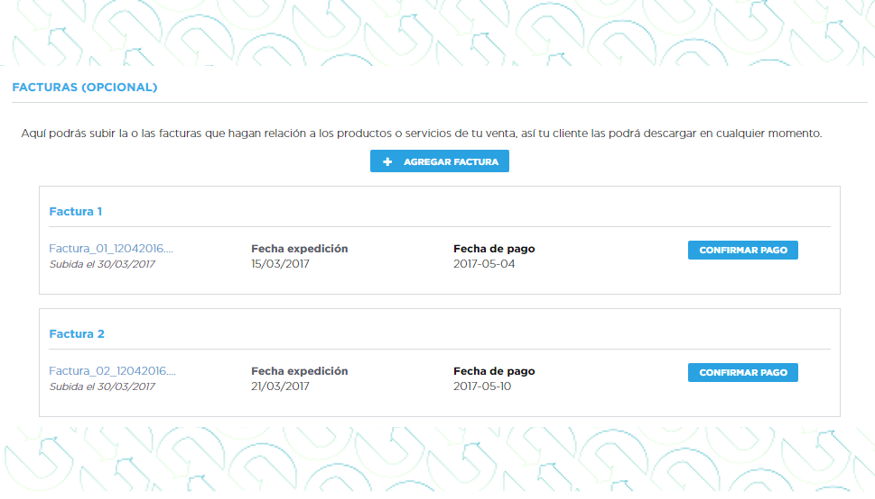 FACTURAS (OPCIONAL)
Aquí podrás subir la o las facturas que hagan relación a los productos o servicios de tu venta, así tu cliente las podrá descargar en cualquier momento.
+ AGREGAR FACTURA
Factura 1
Factura_01_12042016.... Fecha expedición Fecha de pago CONFIRMAR PAGO
Subida el 30/03/2017 15/03/2017 2017-05-04
Factura 2
Factura_02_12042016.... Fecha expedición Fecha de pago CONFIRMAR PAGO
Subida el 30/03/2017 21/03/2017 2017-05-10